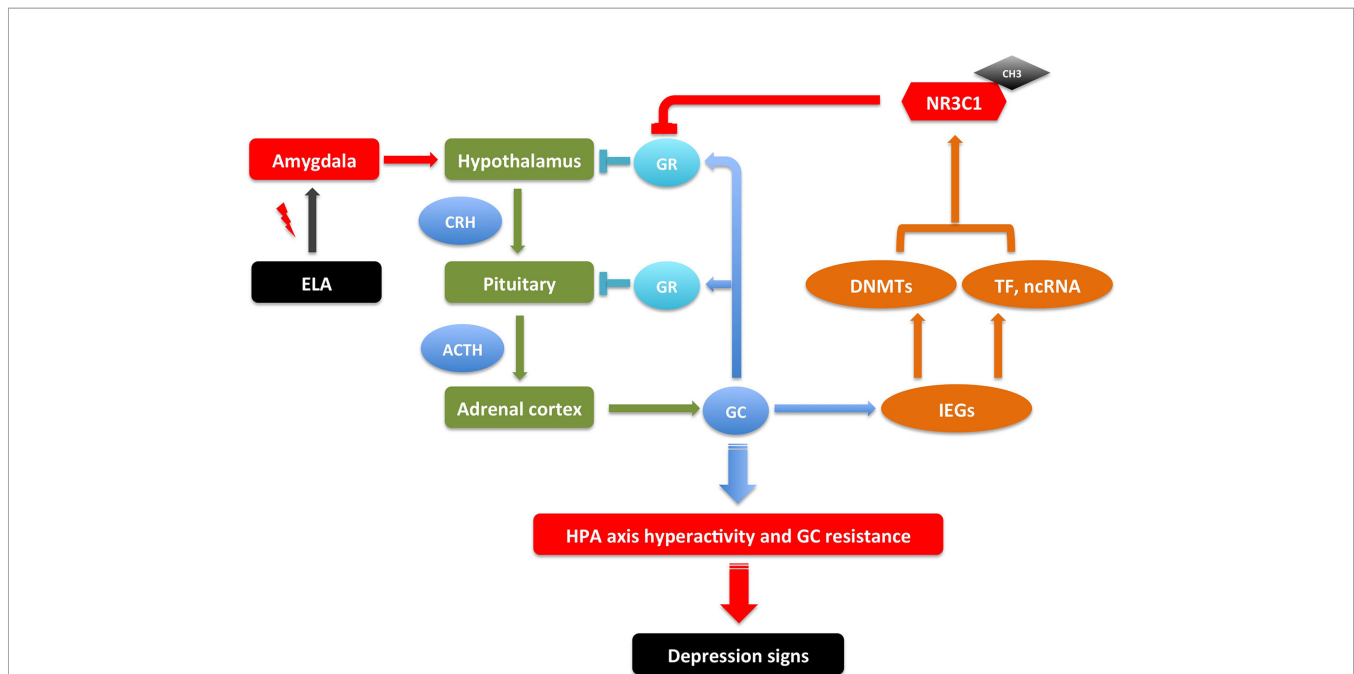 CH3
NR3C1
Amygdala
Hypothalamus
GR
CRH
ELA
Pituitary
GR
DNMTs
TF, ncRNA
ACTH
Adrenal cortex
GC
IEGs
HPA axis hyperactivity and GC resistance
Depression signs